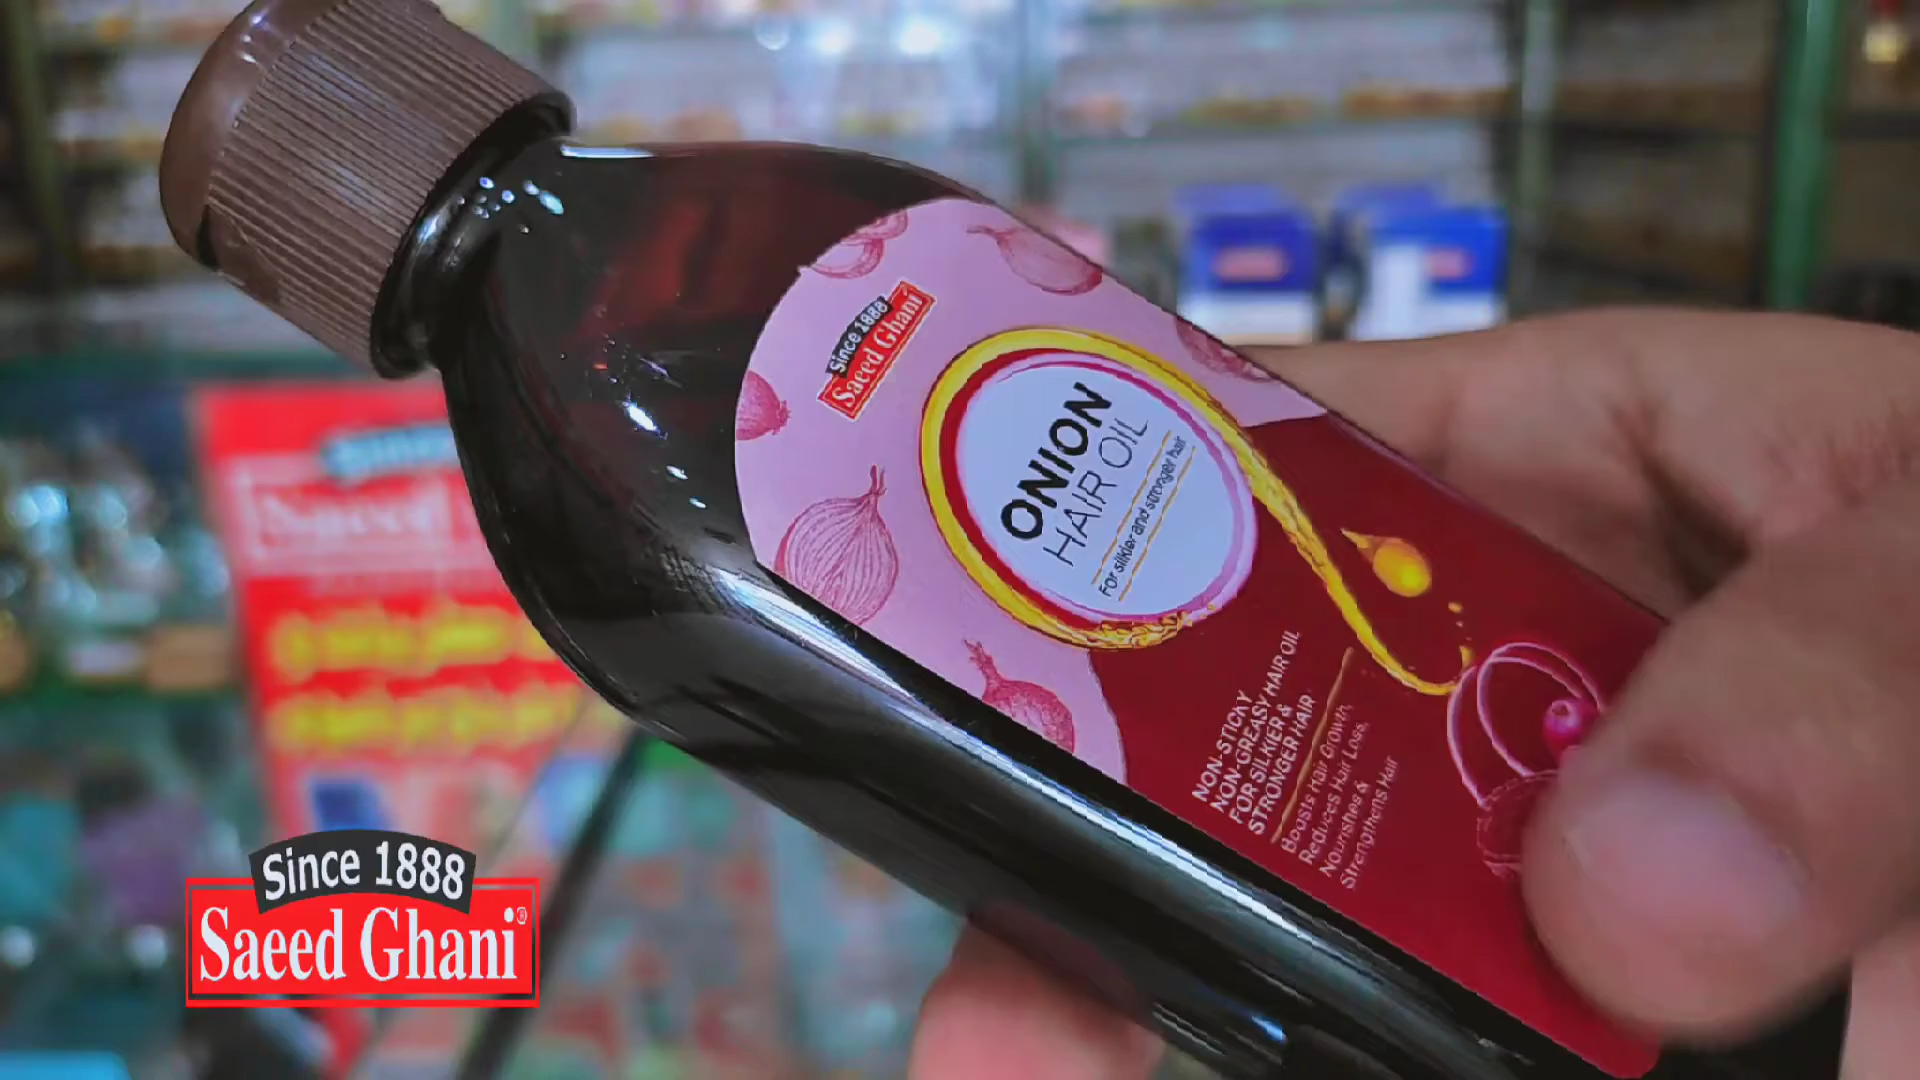 Since 1888
Saeed Ghani
ONION
HAIR OIL
For silkier and stronger hair
NON-STICKY
NON-GREASY HAIR OIL
FOR SILKIER &
STRONGER HAIR
Boosts Hair Growth,
Reduces Hair Loss,
Nourishes &
Strengthens Hair
Saeed
Since 1888
Saeed Ghani®